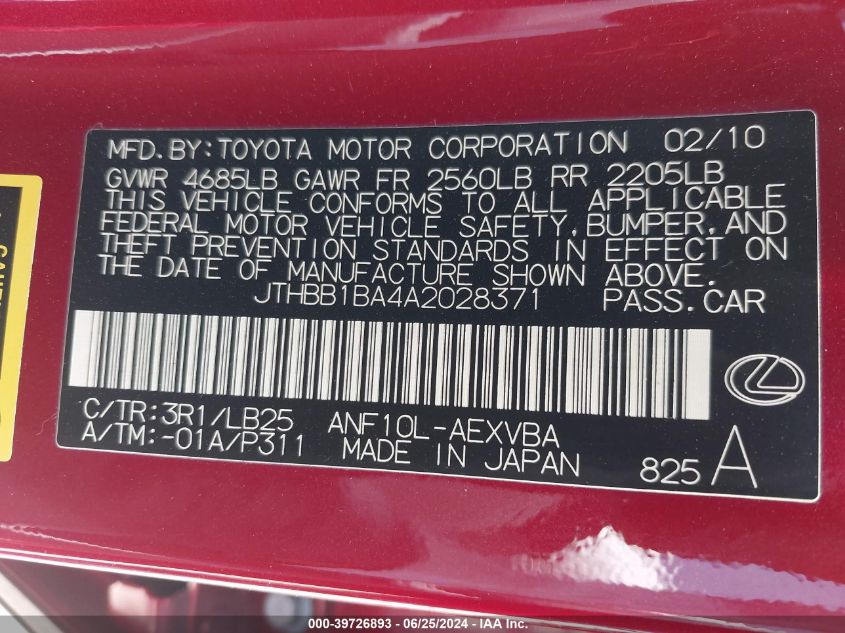 MFD. BY: TOYOTA MOTOR CORPORATION 02/10
GVWR 4685LB GAWR FR 2560LB RR 2205LB
THIS VEHICLE CONFORMS TO ALL APPLICABLE
FEDERAL MOTOR VEHICLE SAFETY, BUMPER, AND
THEFT PREVENTION STANDARDS IN EFFECT ON
THE DATE OF MANUFACTURE SHOWN ABOVE.
JTHBB1BA4A2028371 PASS. CAR
C/TR: 3R1/LB25 ANF10L-AEXVBA
A/TM: -01A/P311 MADE IN JAPAN 825 A
000-39726893 - 06/25/2024 - IAA Inc.